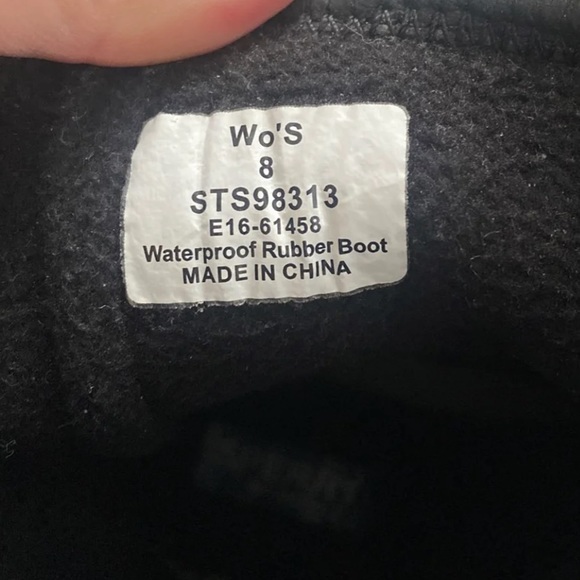 Wo'S
8
STS98313
E16-61458
Waterproof Rubber Boot
MADE IN CHINA